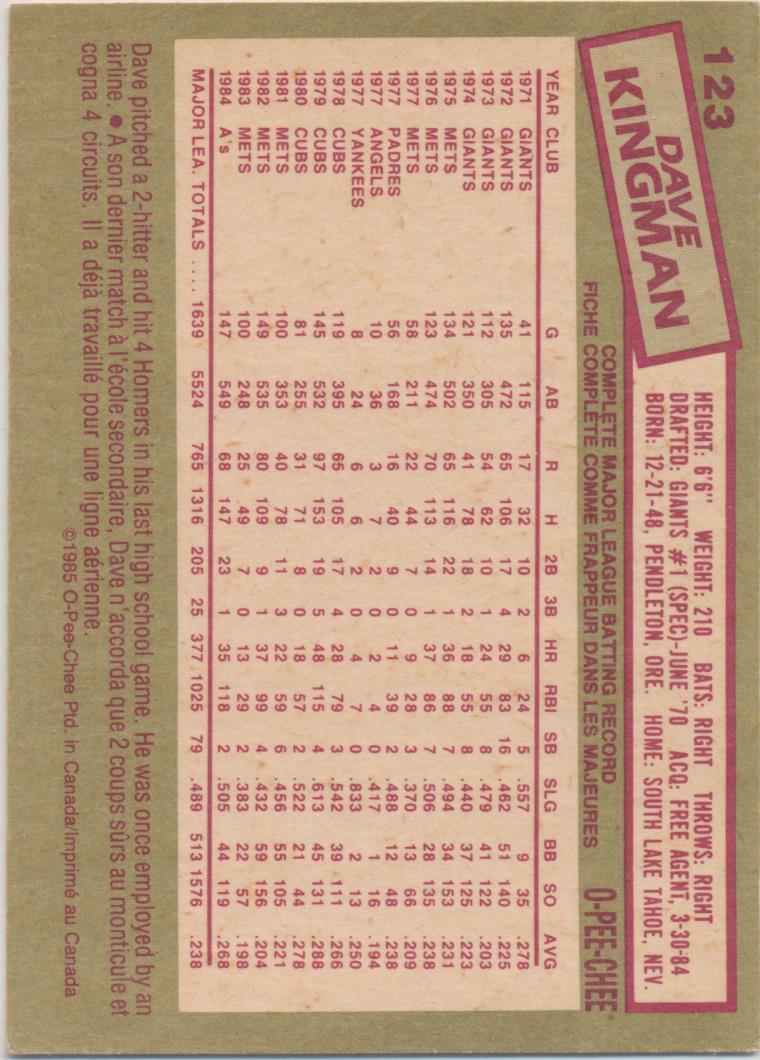 123
DAVE
KINGMAN
HEIGHT: 6'6" WEIGHT: 210 BATS: RIGHT THROWS: RIGHT
DRAFTED: GIANTS #1 (SPEC)-JUNE '70 ACQ: FREE AGENT, 3-30-84
BORN: 12-21-48, PENDLETON, ORE. HOME: SOUTH LAKE TAHOE, NEV.
COMPLETE MAJOR LEAGUE BATTING RECORD
FICHE COMPLÈTE COMME FRAPPEUR DANS LES MAJEURES
O-PEE-CHEE
YEAR CLUB G AB R H 2B 3B HR RBI SB SLG BB SO AVG
1971 GIANTS 41 115 17 32 10 2 6 24 5 .557 9 35 .278
1972 GIANTS 135 472 65 106 17 4 29 83 16 .462 51 140 .225
1973 GIANTS 112 305 54 62 10 1 24 55 8 .479 41 122 .203
1974 GIANTS 121 350 41 78 18 2 18 55 8 .440 37 125 .223
1975 METS 134 502 65 116 22 1 36 88 7 .494 34 153 .231
1976 METS 123 474 70 113 14 1 37 86 7 .506 28 135 .238
1977 METS 58 211 22 44 7 0 9 28 3 .370 13 66 .209
1977 PADRES 56 168 16 40 9 0 11 39 2 .488 12 48 .238
1977 ANGELS 10 36 3 7 2 0 2 4 0 .417 1 16 .194
1977 YANKEES 8 24 6 6 2 0 4 7 0 .833 2 13 .250
1978 CUBS 119 395 65 105 17 4 28 79 3 .542 39 111 .266
1979 CUBS 145 532 97 153 19 5 48 115 4 .613 45 131 .288
1980 CUBS 81 255 31 71 8 0 18 57 2 .522 21 44 .278
1981 METS 100 353 40 78 11 3 22 59 6 .456 55 105 .221
1982 METS 149 535 80 109 9 1 37 99 4 .432 59 156 .204
1983 METS 100 248 25 49 7 0 13 29 2 .383 22 57 .198
1984 A's 147 549 68 147 23 1 35 118 2 .505 44 119 .268
MAJOR LEA. TOTALS .... 1639 5524 765 1316 205 25 377 1025 79 .489 513 1576 .238
Dave pitched a 2-hitter and hit 4 Homers in his last high school game. He was once employed by an
airline. ● A son dernier match à l'école secondaire, Dave n'accorda que 2 coups sûrs au monticule et
cogna 4 circuits. Il a déjà travaillé pour une ligne aérienne.
©1985 O-Pee-Chee Ptd. in Canada/Imprimé au Canada